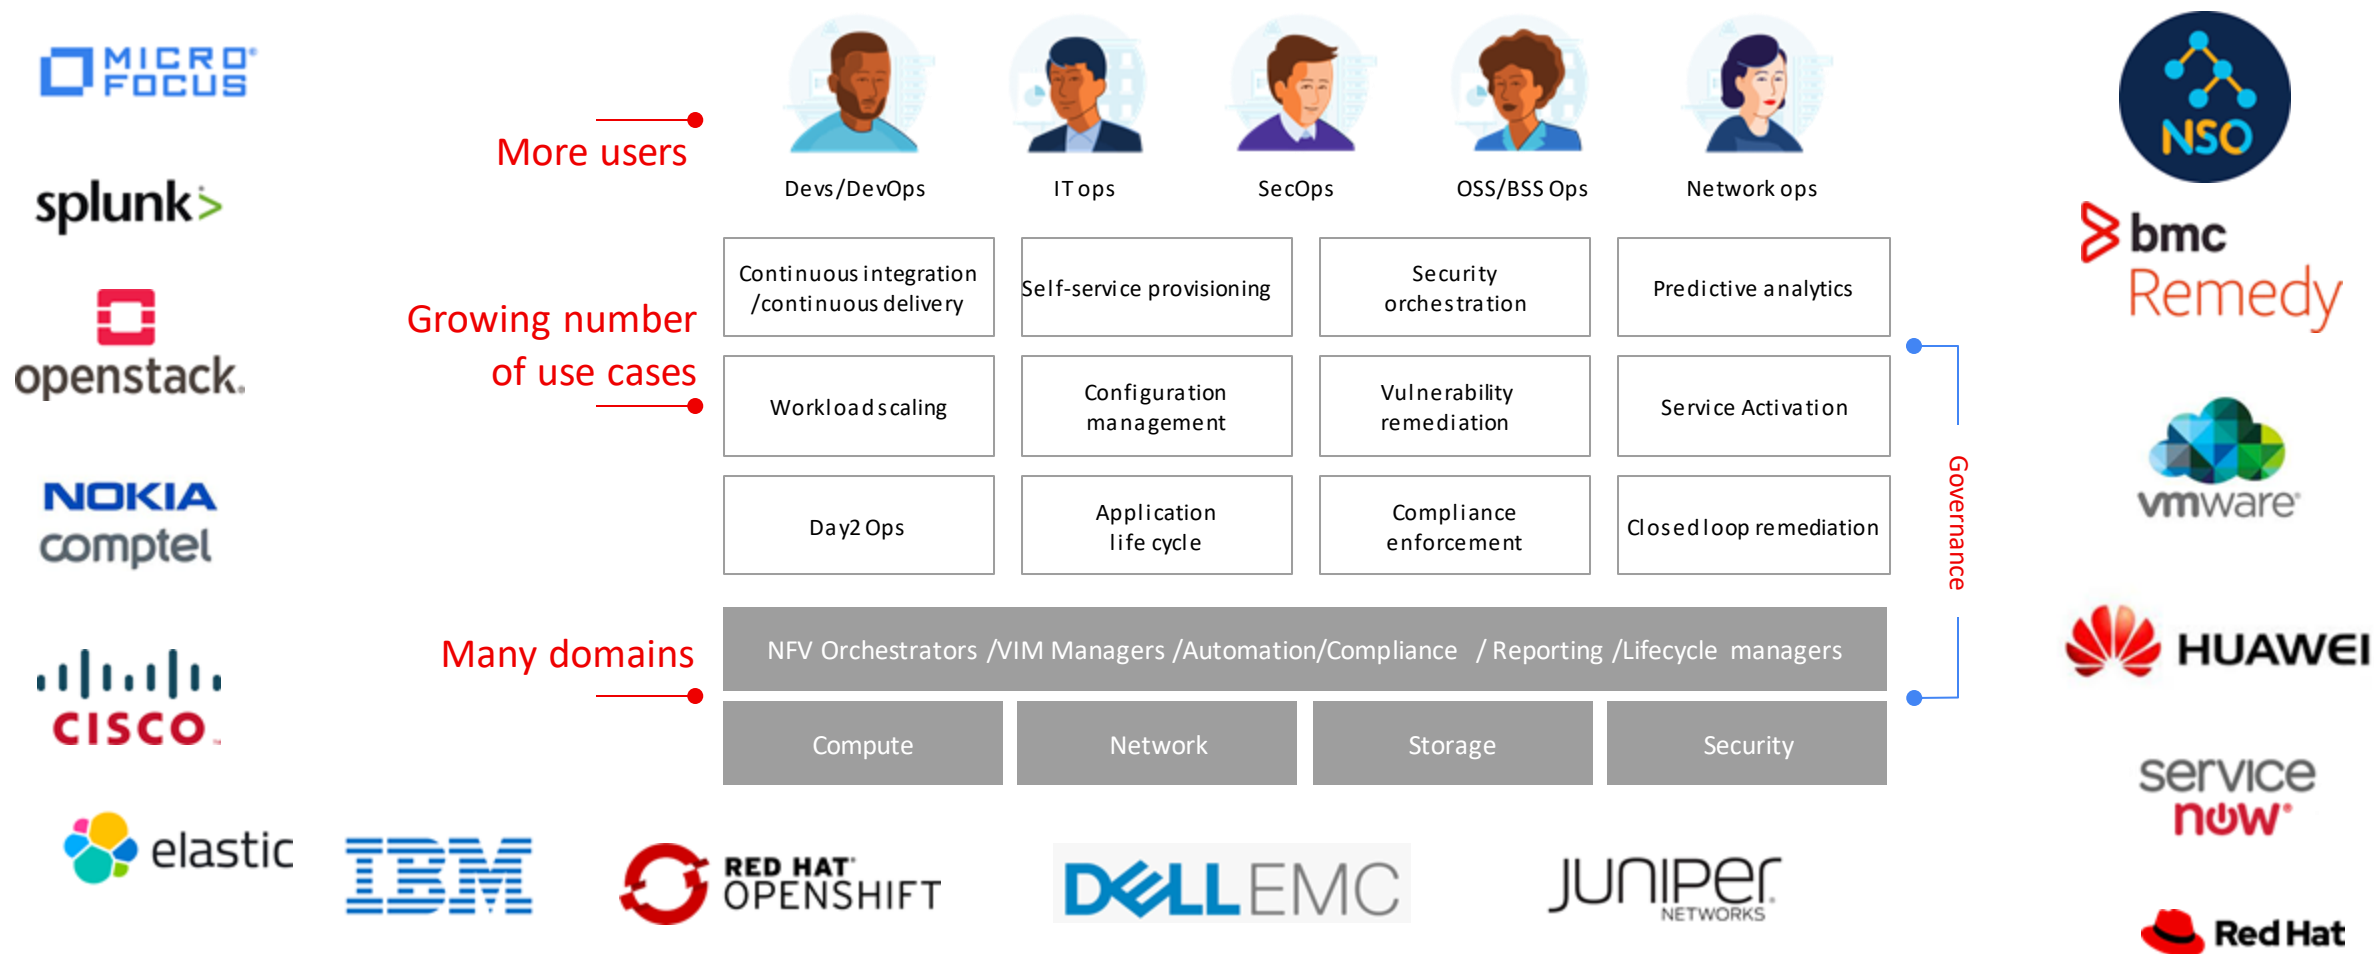 MICRO
FOCUS
splunk>
openstack.
NOKIA
comptel
CISCO
elastic
IBM
RED HAT
OPENSHIFT
DELLEMC
JUNIPER
NETWORKS
More users
Growing number
of use cases
Many domains
Devs/DevOps
IT ops
SecOps
OSS/BSS Ops
Network ops
Continuous integration
/continuous delivery
Self-service provisioning
Security
orchestration
Predictive analytics
Workload scaling
Configuration
management
Vulnerability
remediation
Service Activation
Day2 Ops
Application
life cycle
Compliance
enforcement
Closed loop remediation
NFV Orchestrators /VIM Managers /Automation/Compliance / Reporting /Lifecycle managers
Compute
Network
Storage
Security
Governance
NSO
bmc
Remedy
vmware
HUAWEI
service
now
Red Hat